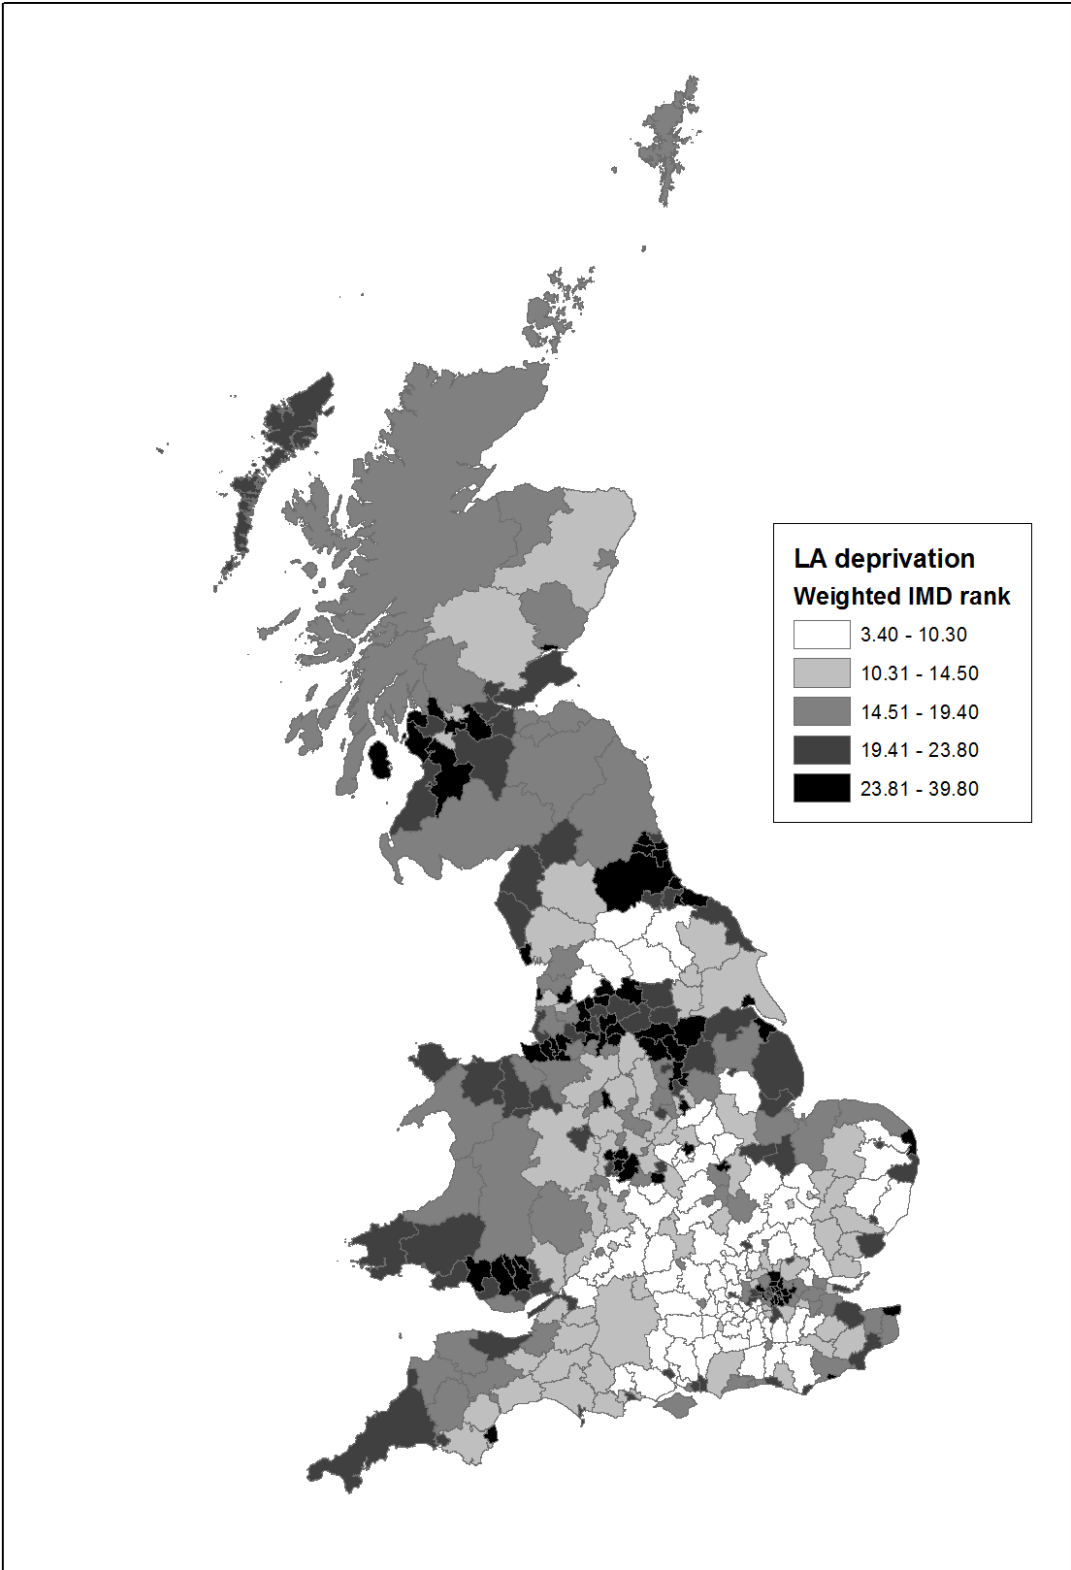 LA deprivation
Weighted IMD rank
3.40 - 10.30
10.31 - 14.50
14.51 - 19.40
19.41 - 23.80
23.81 - 39.80